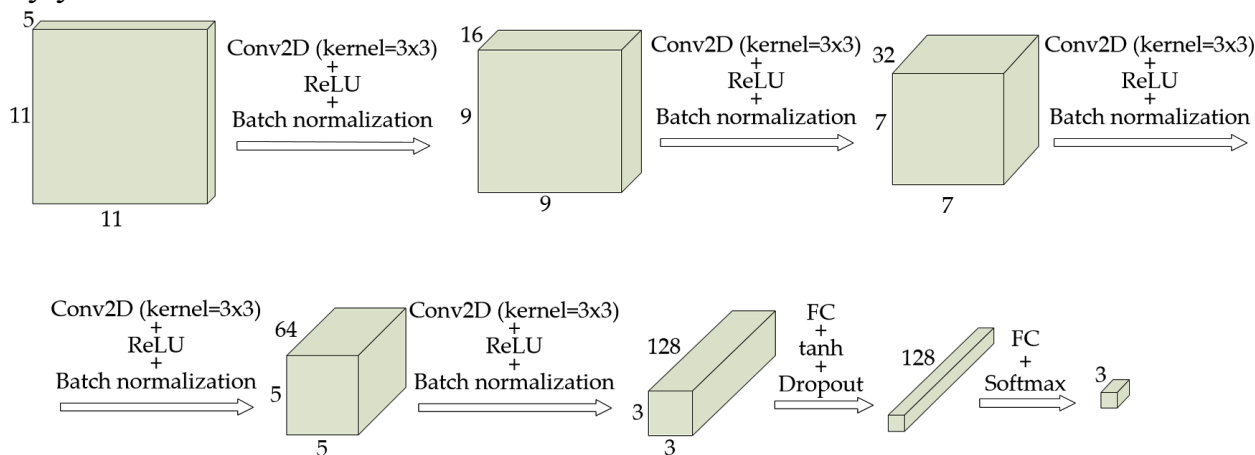 5
11
11
Conv2D (kernel=3x3)
+
ReLU
+
Batch normalization
16
9
9
Conv2D (kernel=3x3)
+
ReLU
+
Batch normalization
32
7
7
Conv2D (kernel=3x3)
+
ReLU
+
Batch normalization
Conv2D (kernel=3x3)
+
ReLU
+
Batch normalization
64
5
5
Conv2D (kernel=3x3)
+
ReLU
+
Batch normalization
128
3
3
FC
+
tanh
+
Dropout
128
FC
+
Softmax
3